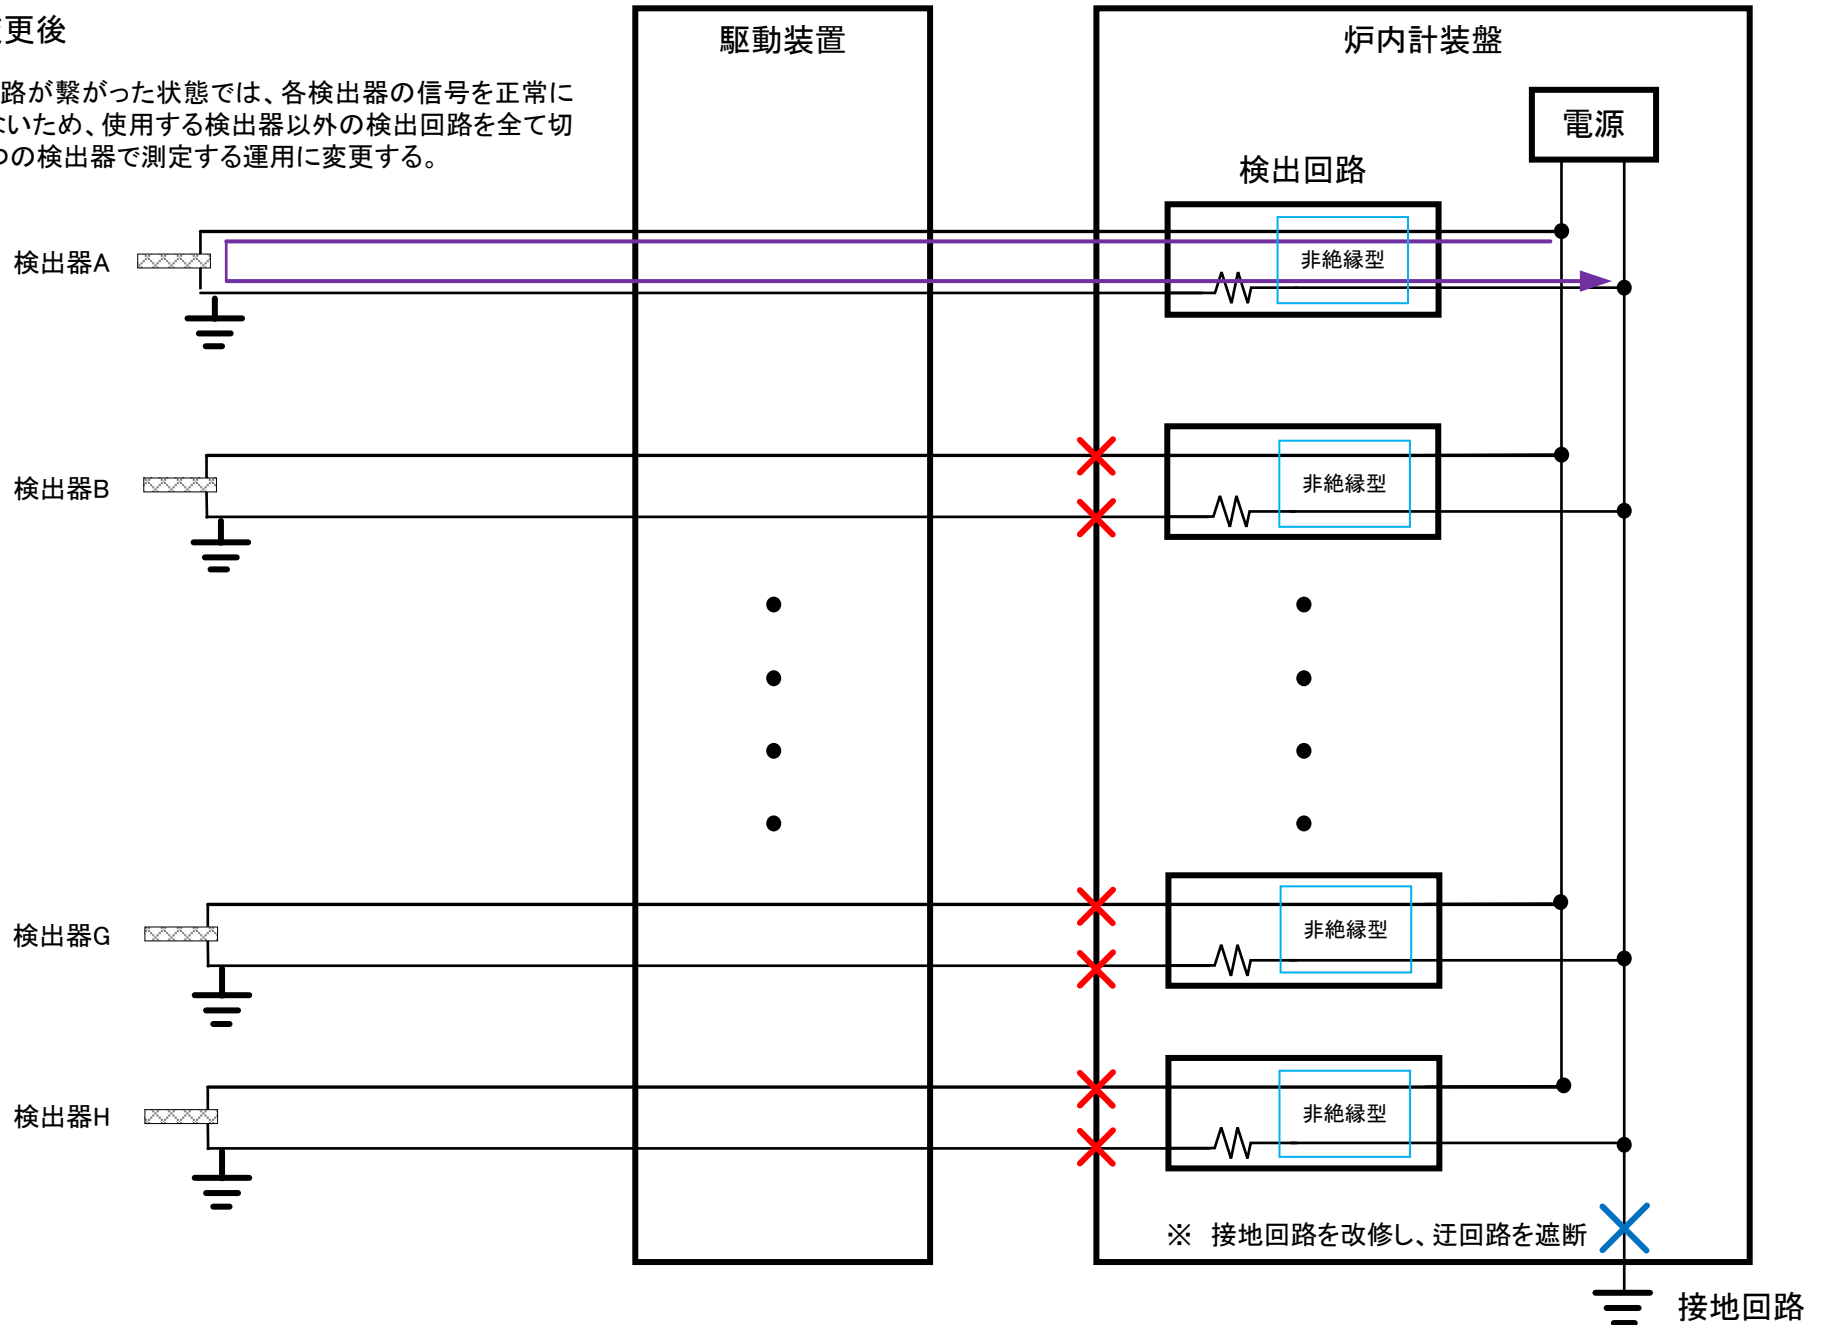 更後
駆動装置
炉内計装盤
路が繋がった状態では、各検出器の信号を正常に
ないため、使用する検出器以外の検出回路を全て切
つの検出器で測定する運用に変更する。
電源
検出回路
検出器A
非絶縁型
検出器B
非絶縁型
検出器G
非絶縁型
検出器H
非絶縁型
※ 接地回路を改修し、迂回路を遮断
接地回路